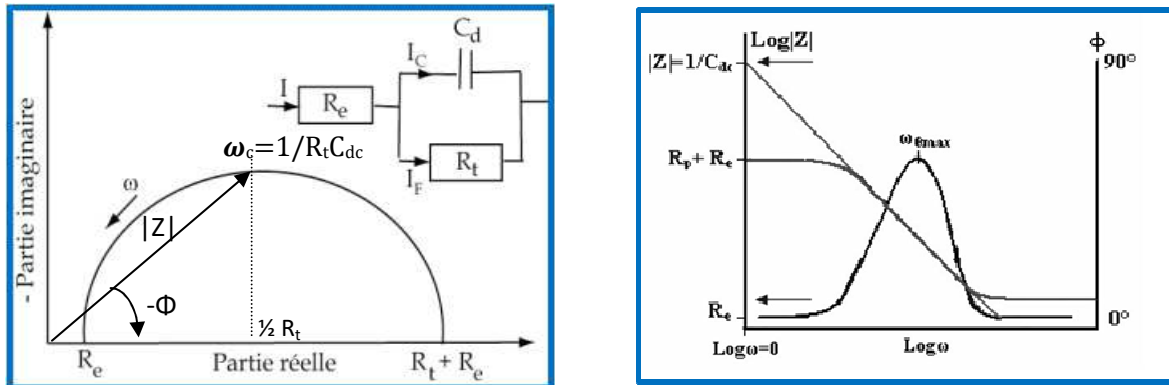 - Partie imaginaire
C_d
I_C
I
R_e
R_t
I_F
ω_c=1/R_tC_dc
ω
|Z|
-Φ
½ R_t
R_e
Partie réelle
R_t + R_e
Log|Z|
Φ
|Z|=1/C_dc
90°
ω_θmax
R_p + R_e
R_e
0°
Logω=0
Logω